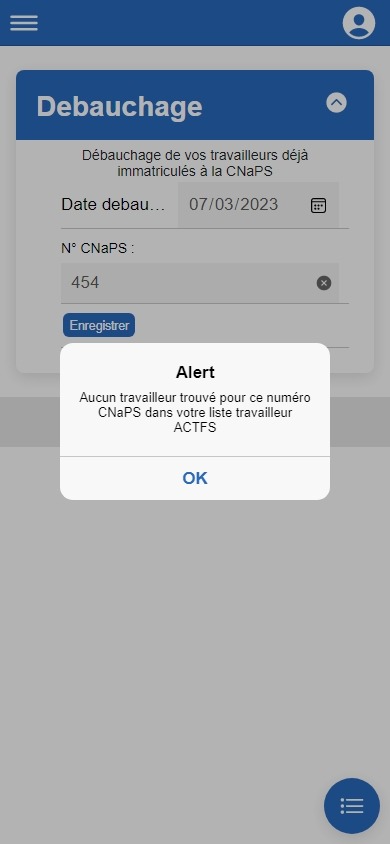 Debauchage
Débauchage de vos travailleurs déjà
immatriculés à la CNaPS
Date debau...
07/03/2023
N° CNaPS :
454
Enregistrer
Alert
Aucun travailleur trouvé pour ce numéro
CNaPS dans votre liste travailleur
ACTFS
OK